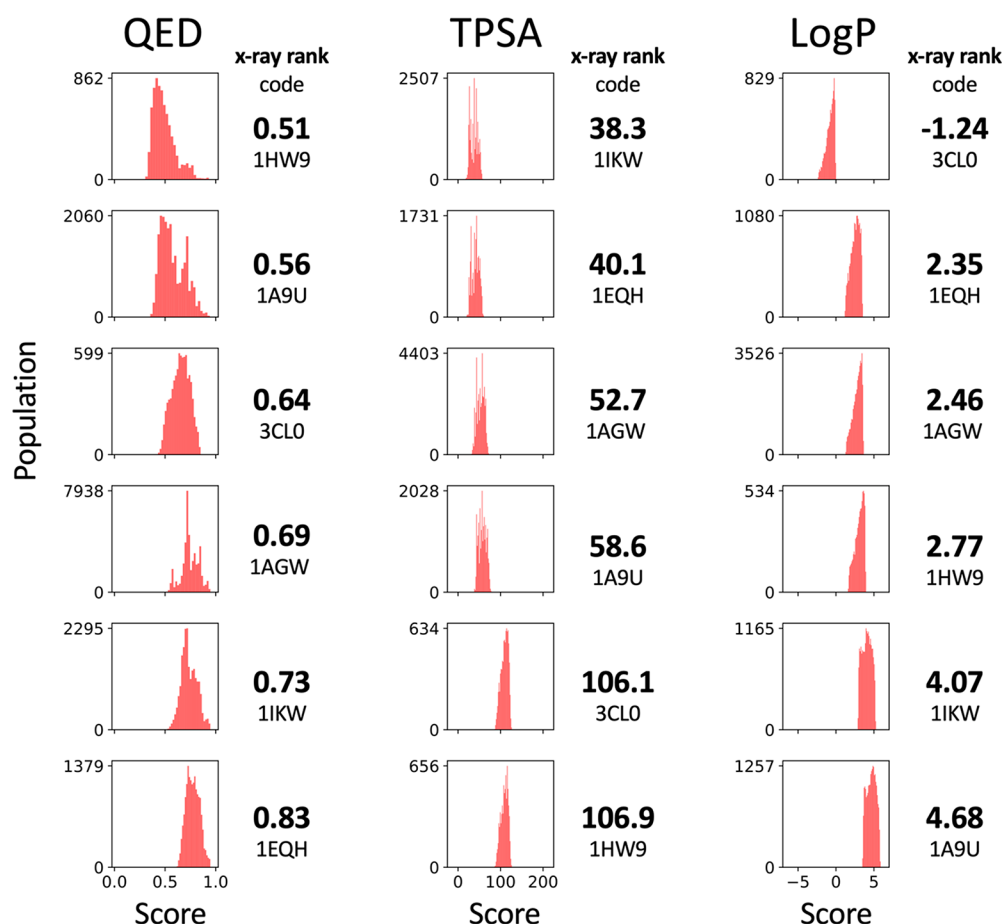 QED
TPSA
LogP
x-ray rank
code
x-ray rank
code
x-ray rank
code
862
0
0.51
1HW9
2507
0
38.3
1IKW
829
0
-1.24
3CL0
2060
0
0.56
1A9U
1731
0
40.1
1EQH
1080
0
2.35
1EQH
Population
599
0
0.64
3CL0
4403
0
52.7
1AGW
3526
0
2.46
1AGW
7938
0
0.69
1AGW
2028
0
58.6
1A9U
534
0
2.77
1HW9
2295
0
0.73
1IKW
634
0
106.1
3CL0
1165
0
4.07
1IKW
1379
0
0.83
1EQH
656
0
106.9
1HW9
1257
0
4.68
1A9U
0.0 0.5 1.0
0 100 200
−5 0 5
Score
Score
Score